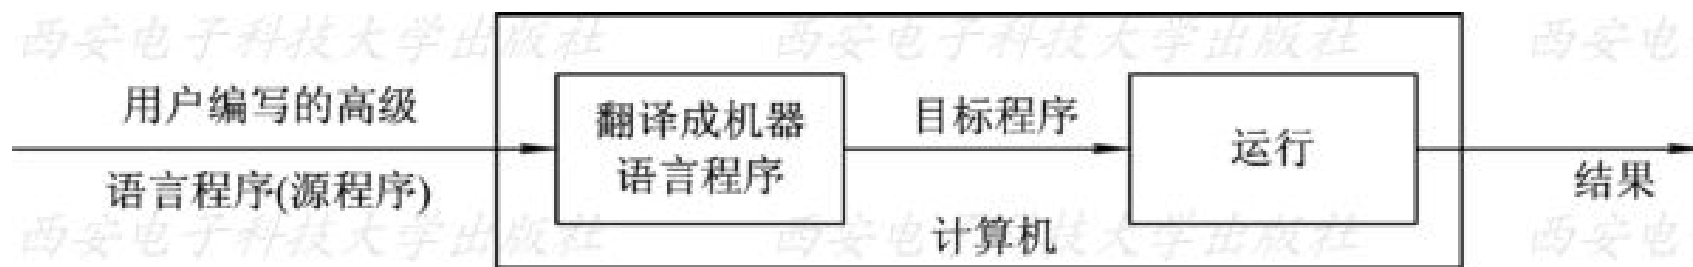 西安电子科技大学出版社 西安电子科技大学出版社 西安电
用户编写的高级
语言程序(源程序)
翻译成机器
语言程序
目标程序
运行
结果
计算机
西安电子科技大学出版社 西安电子科技大学出版社 西安电